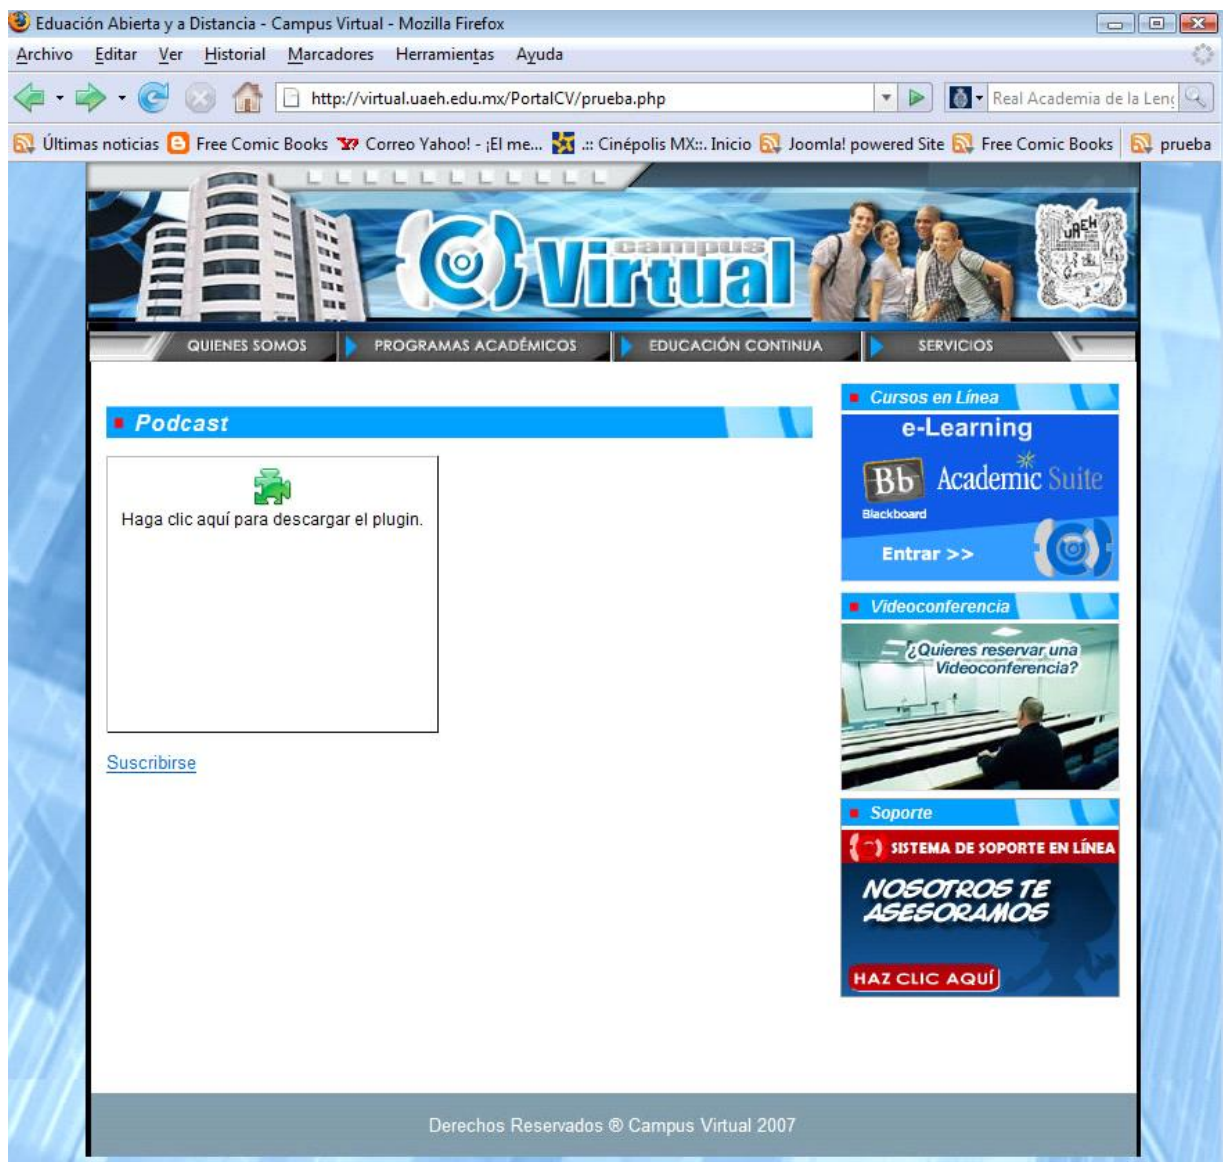 Eduación Abierta y a Distancia - Campus Virtual - Mozilla Firefox
Archivo Editar Ver Historial Marcadores Herramientas Ayuda
http://virtual.uaeh.edu.mx/PortalCV/prueba.php Real Academia de la Leng
Últimas noticias Free Comic Books Correo Yahoo! - ¡El me... .:: Cinépolis MX::. Inicio Joomla! powered Site Free Comic Books prueba
campus
Virtual
UAEH
QUIENES SOMOS PROGRAMAS ACADÉMICOS EDUCACIÓN CONTINUA SERVICIOS
Podcast
Haga clic aquí para descargar el plugin.
Suscribirse
Cursos en Línea
e-Learning
Bb Academic Suite
Blackboard
Entrar >>
Videoconferencia
¿Quieres reservar una
Videoconferencia?
Soporte
SISTEMA DE SOPORTE EN LÍNEA
NOSOTROS TE
ASESORAMOS
HAZ CLIC AQUÍ
Derechos Reservados ® Campus Virtual 2007